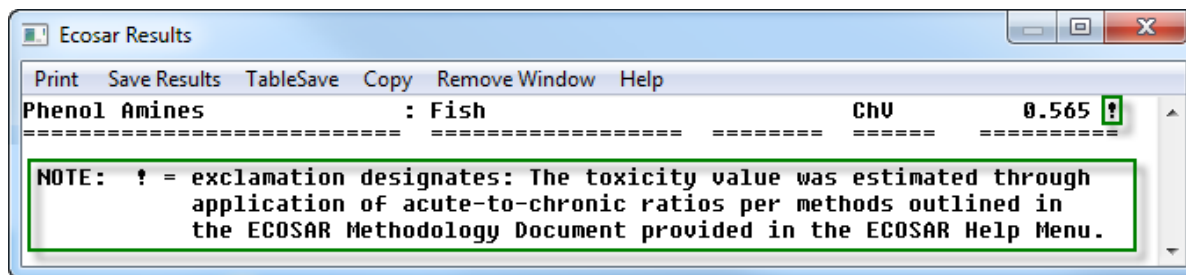 Ecosar Results
Print Save Results TableSave Copy Remove Window Help
Phenol Amines : Fish ChV 0.565 !
=========================== ================== ======== ====== ==========
NOTE: ! = exclamation designates: The toxicity value was estimated through
application of acute-to-chronic ratios per methods outlined in
the ECOSAR Methodology Document provided in the ECOSAR Help Menu.